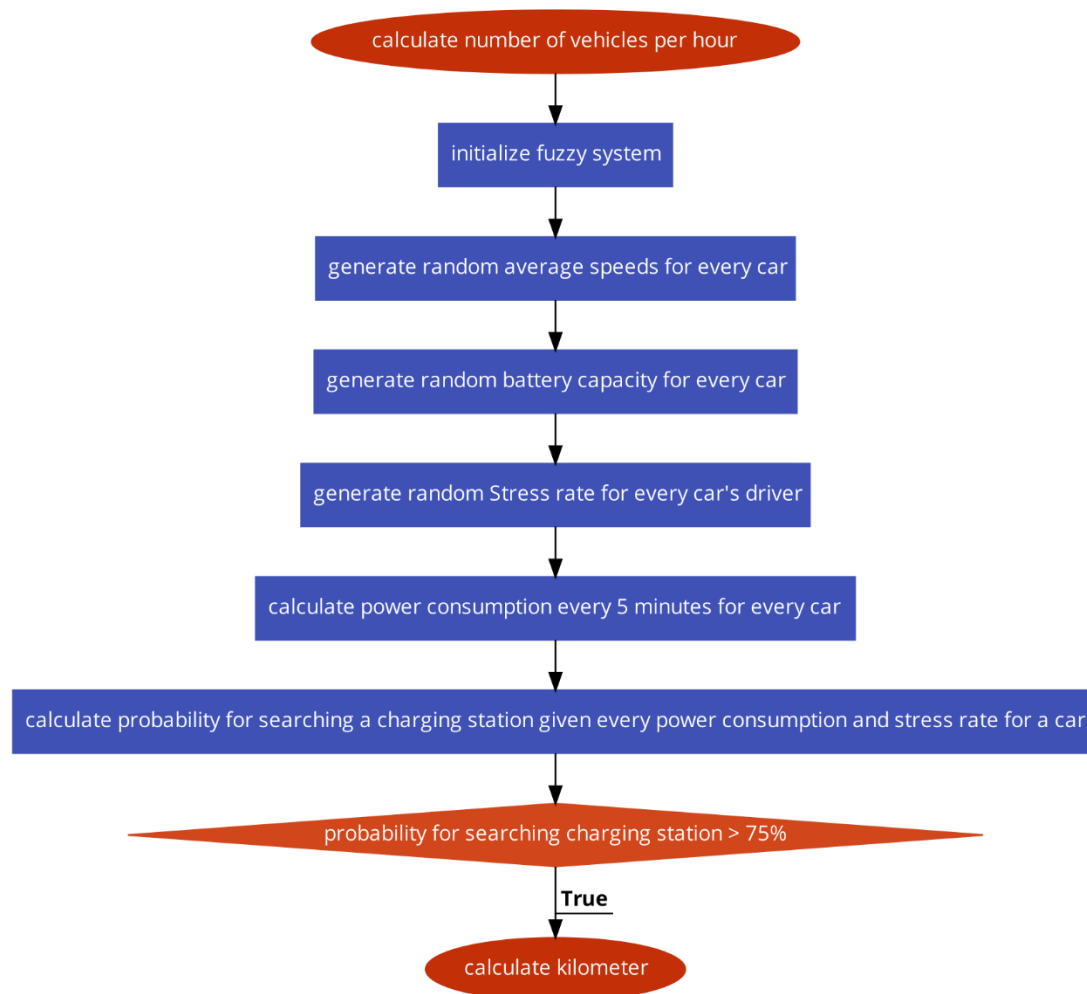 calculate number of vehicles per hour
initialize fuzzy system
generate random average speeds for every car
generate random battery capacity for every car
generate random Stress rate for every car's driver
calculate power consumption every 5 minutes for every car
calculate probability for searching a charging station given every power consumption and stress rate for a car
probability for searching charging station > 75%
True
calculate kilometer